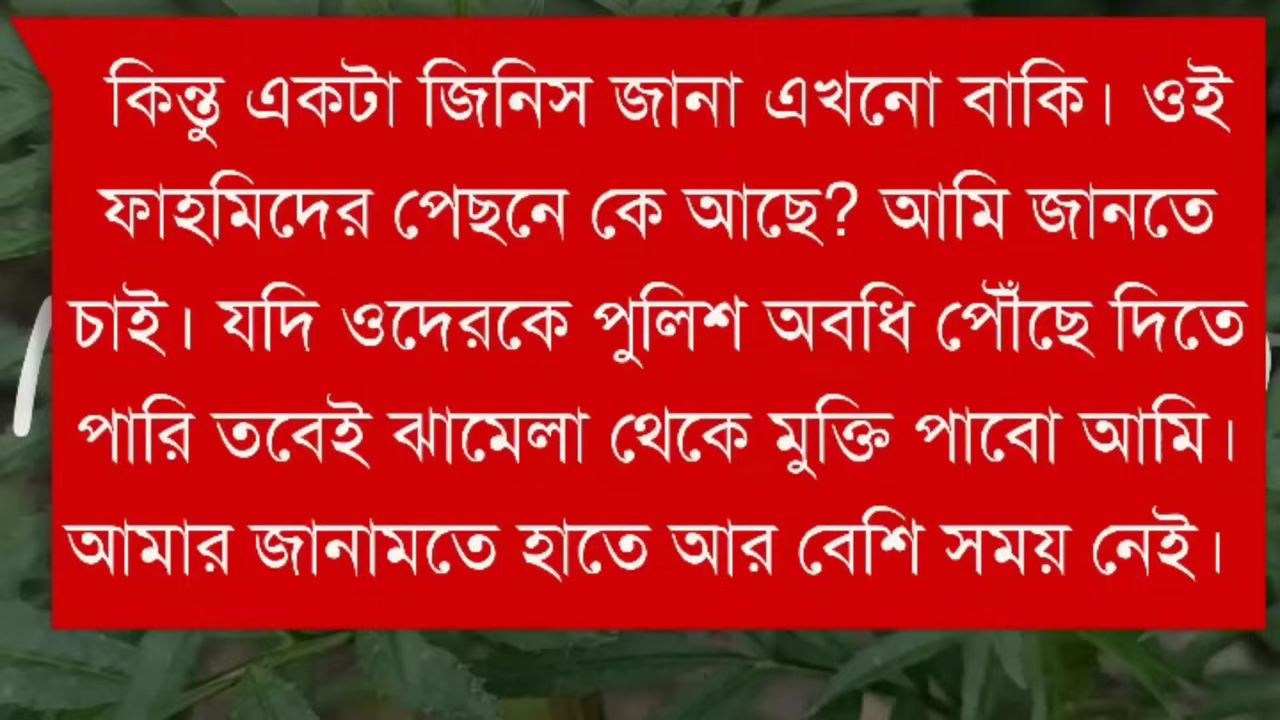 কিন্তু একটা জিনিস জানা এখনো বাকি। ওই
ফাহমিদের পেছনে কে আছে? আমি জানতে
চাই। যদি ওদেরকে পুলিশ অবধি পৌঁছে দিতে
পারি তবেই ঝামেলা থেকে মুক্তি পাবো আমি।
আমার জানামতে হাতে আর বেশি সময় নেই।